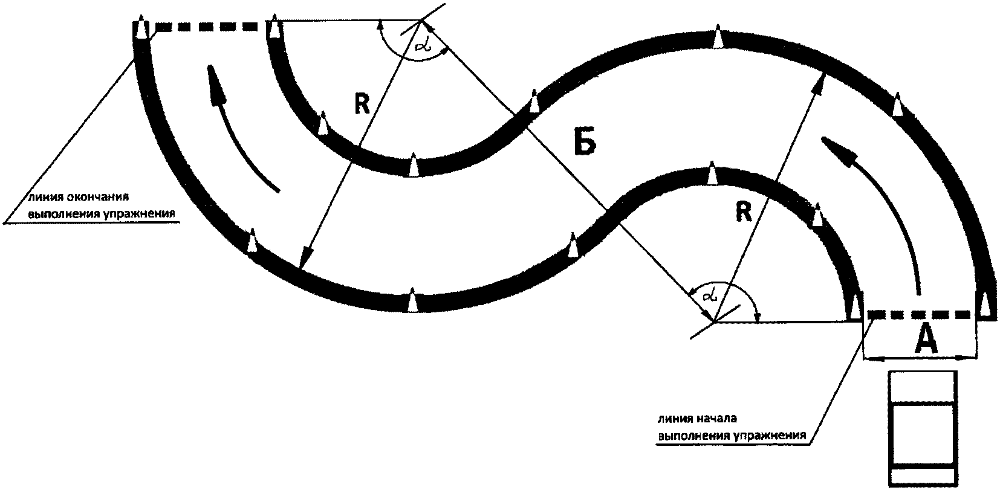 α
R
Б
линия окончания
выполнения упражнения
R
α
А
линия начала
выполнения упражнения